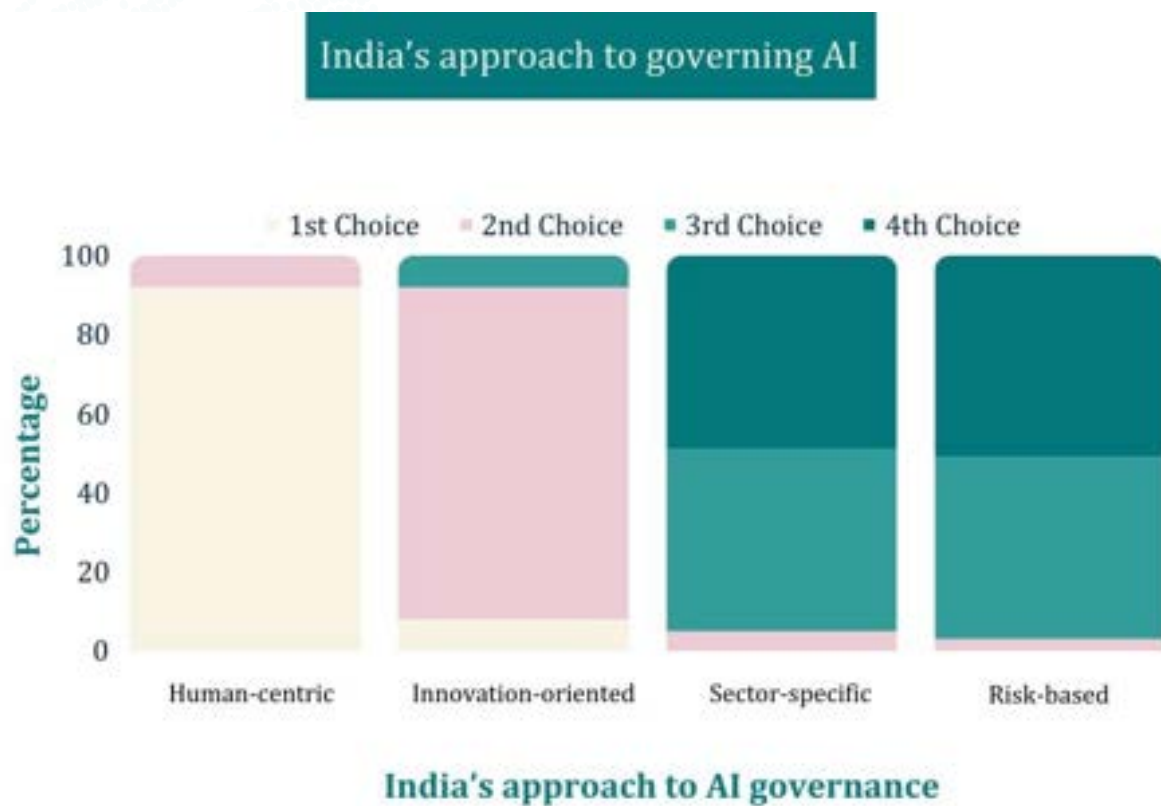 India's approach to governing AI
1st Choice 2nd Choice 3rd Choice 4th Choice
100
80
60
40
20
0
Percentage
Human-centric Innovation-oriented Sector-specific Risk-based
India's approach to AI governance